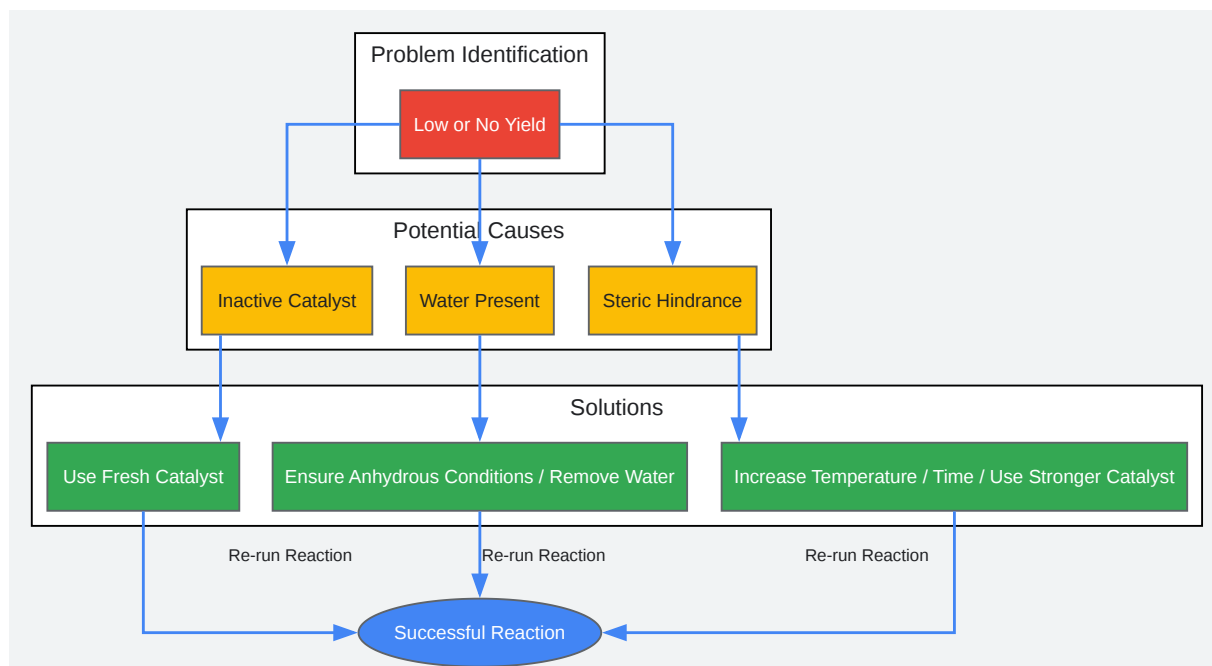 Problem Identification
Low or No Yield
Potential Causes
Inactive Catalyst
Water Present
Steric Hindrance
Solutions
Use Fresh Catalyst
Ensure Anhydrous Conditions / Remove Water
Increase Temperature / Time / Use Stronger Catalyst
Re-run Reaction
Re-run Reaction
Re-run Reaction
Successful Reaction